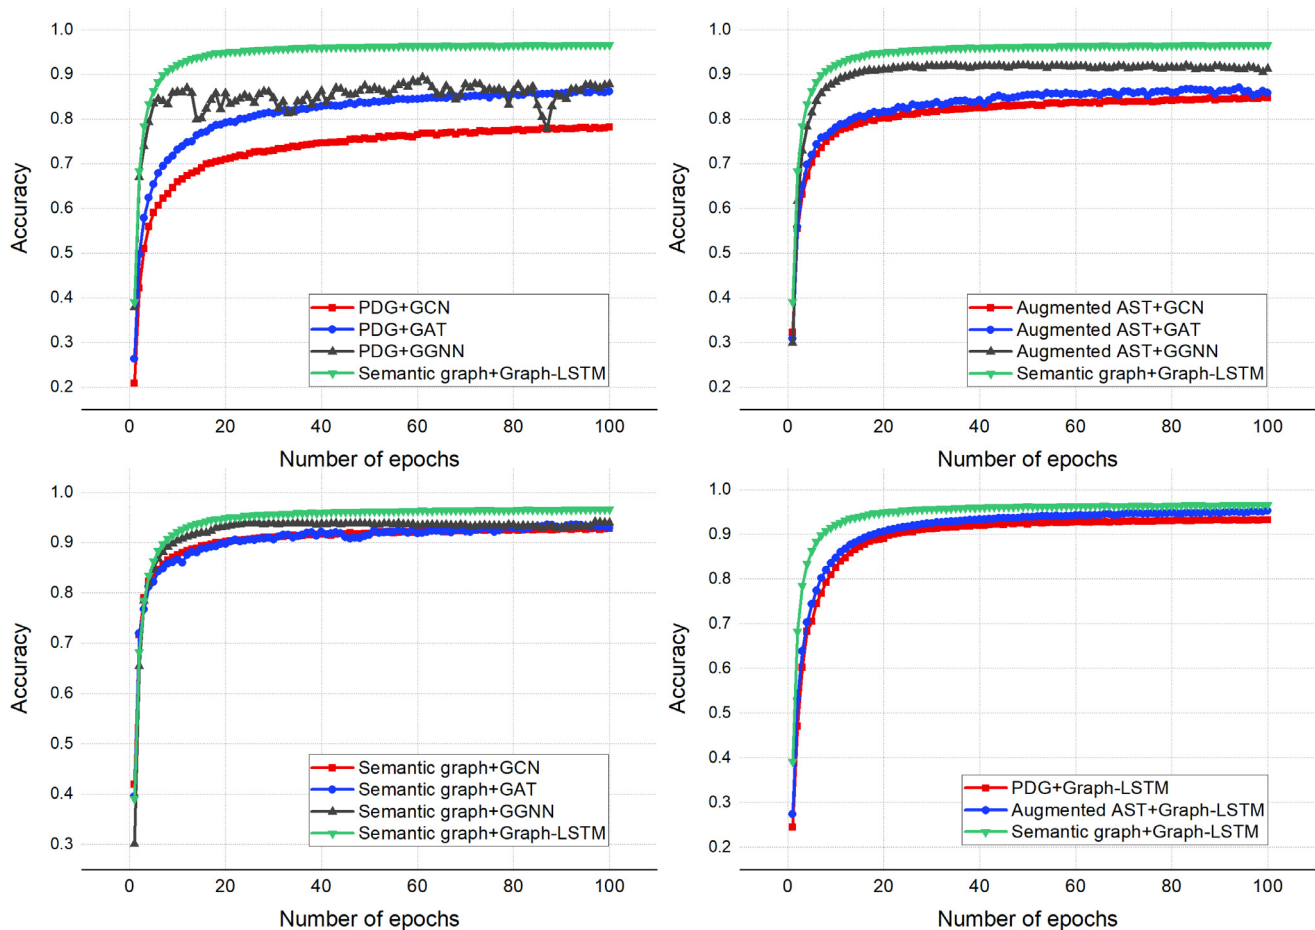 1.0
0.9
0.8
0.7
0.6
0.5
0.4
0.3
0.2
Accuracy
PDG+GCN
PDG+GAT
PDG+GGNN
Semantic graph+Graph-LSTM
0 20 40 60 80 100
Number of epochs
1.0
0.9
0.8
0.7
0.6
0.5
0.4
0.3
0.2
Accuracy
Augmented AST+GCN
Augmented AST+GAT
Augmented AST+GGNN
Semantic graph+Graph-LSTM
0 20 40 60 80 100
Number of epochs
1.0
0.9
0.8
0.7
0.6
0.5
0.4
0.3
Accuracy
Semantic graph+GCN
Semantic graph+GAT
Semantic graph+GGNN
Semantic graph+Graph-LSTM
0 20 40 60 80 100
Number of epochs
1.0
0.9
0.8
0.7
0.6
0.5
0.4
0.3
0.2
Accuracy
PDG+Graph-LSTM
Augmented AST+Graph-LSTM
Semantic graph+Graph-LSTM
0 20 40 60 80 100
Number of epochs